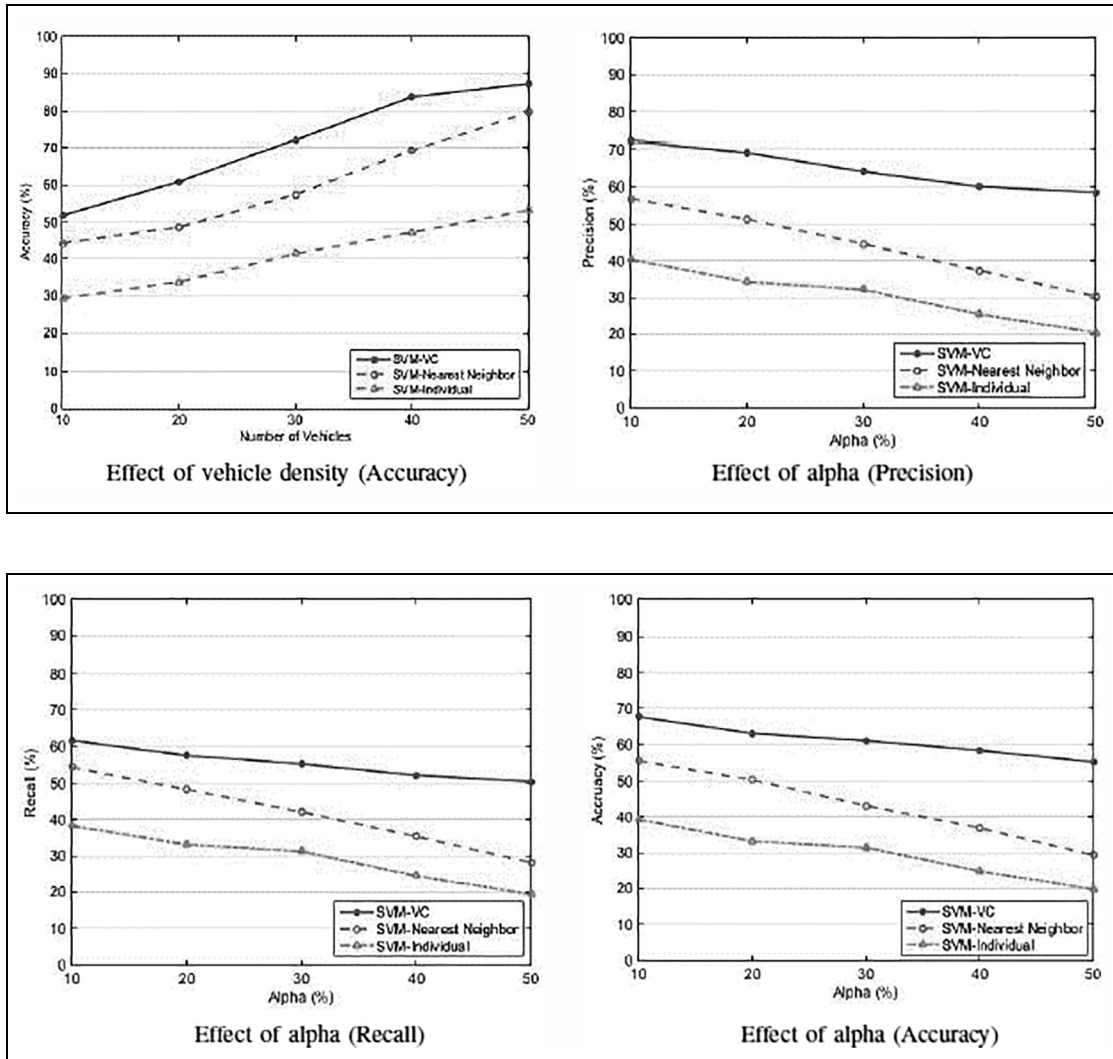 100
90
80
70
60
50
40
30
20
10
0
Accuracy (%)
SVM-VC
SVM-Nearest Neighbor
SVM-Individual
10 20 30 40 50
Number of Vehicles
Effect of vehicle density (Accuracy)
100
90
80
70
60
50
40
30
20
10
0
Precision (%)
SVM-VC
SVM-Nearest Neighbor
SVM-Individual
10 20 30 40 50
Alpha (%)
Effect of alpha (Precision)
100
90
80
70
60
50
40
30
20
10
0
Recall (%)
SVM-VC
SVM-Nearest Neighbor
SVM-Individual
10 20 30 40 50
Alpha (%)
Effect of alpha (Recall)
100
90
80
70
60
50
40
30
20
10
0
Accruacy (%)
SVM-VC
SVM-Nearest Neighbor
SVM-Individual
10 20 30 40 50
Alpha (%)
Effect of alpha (Accuracy)